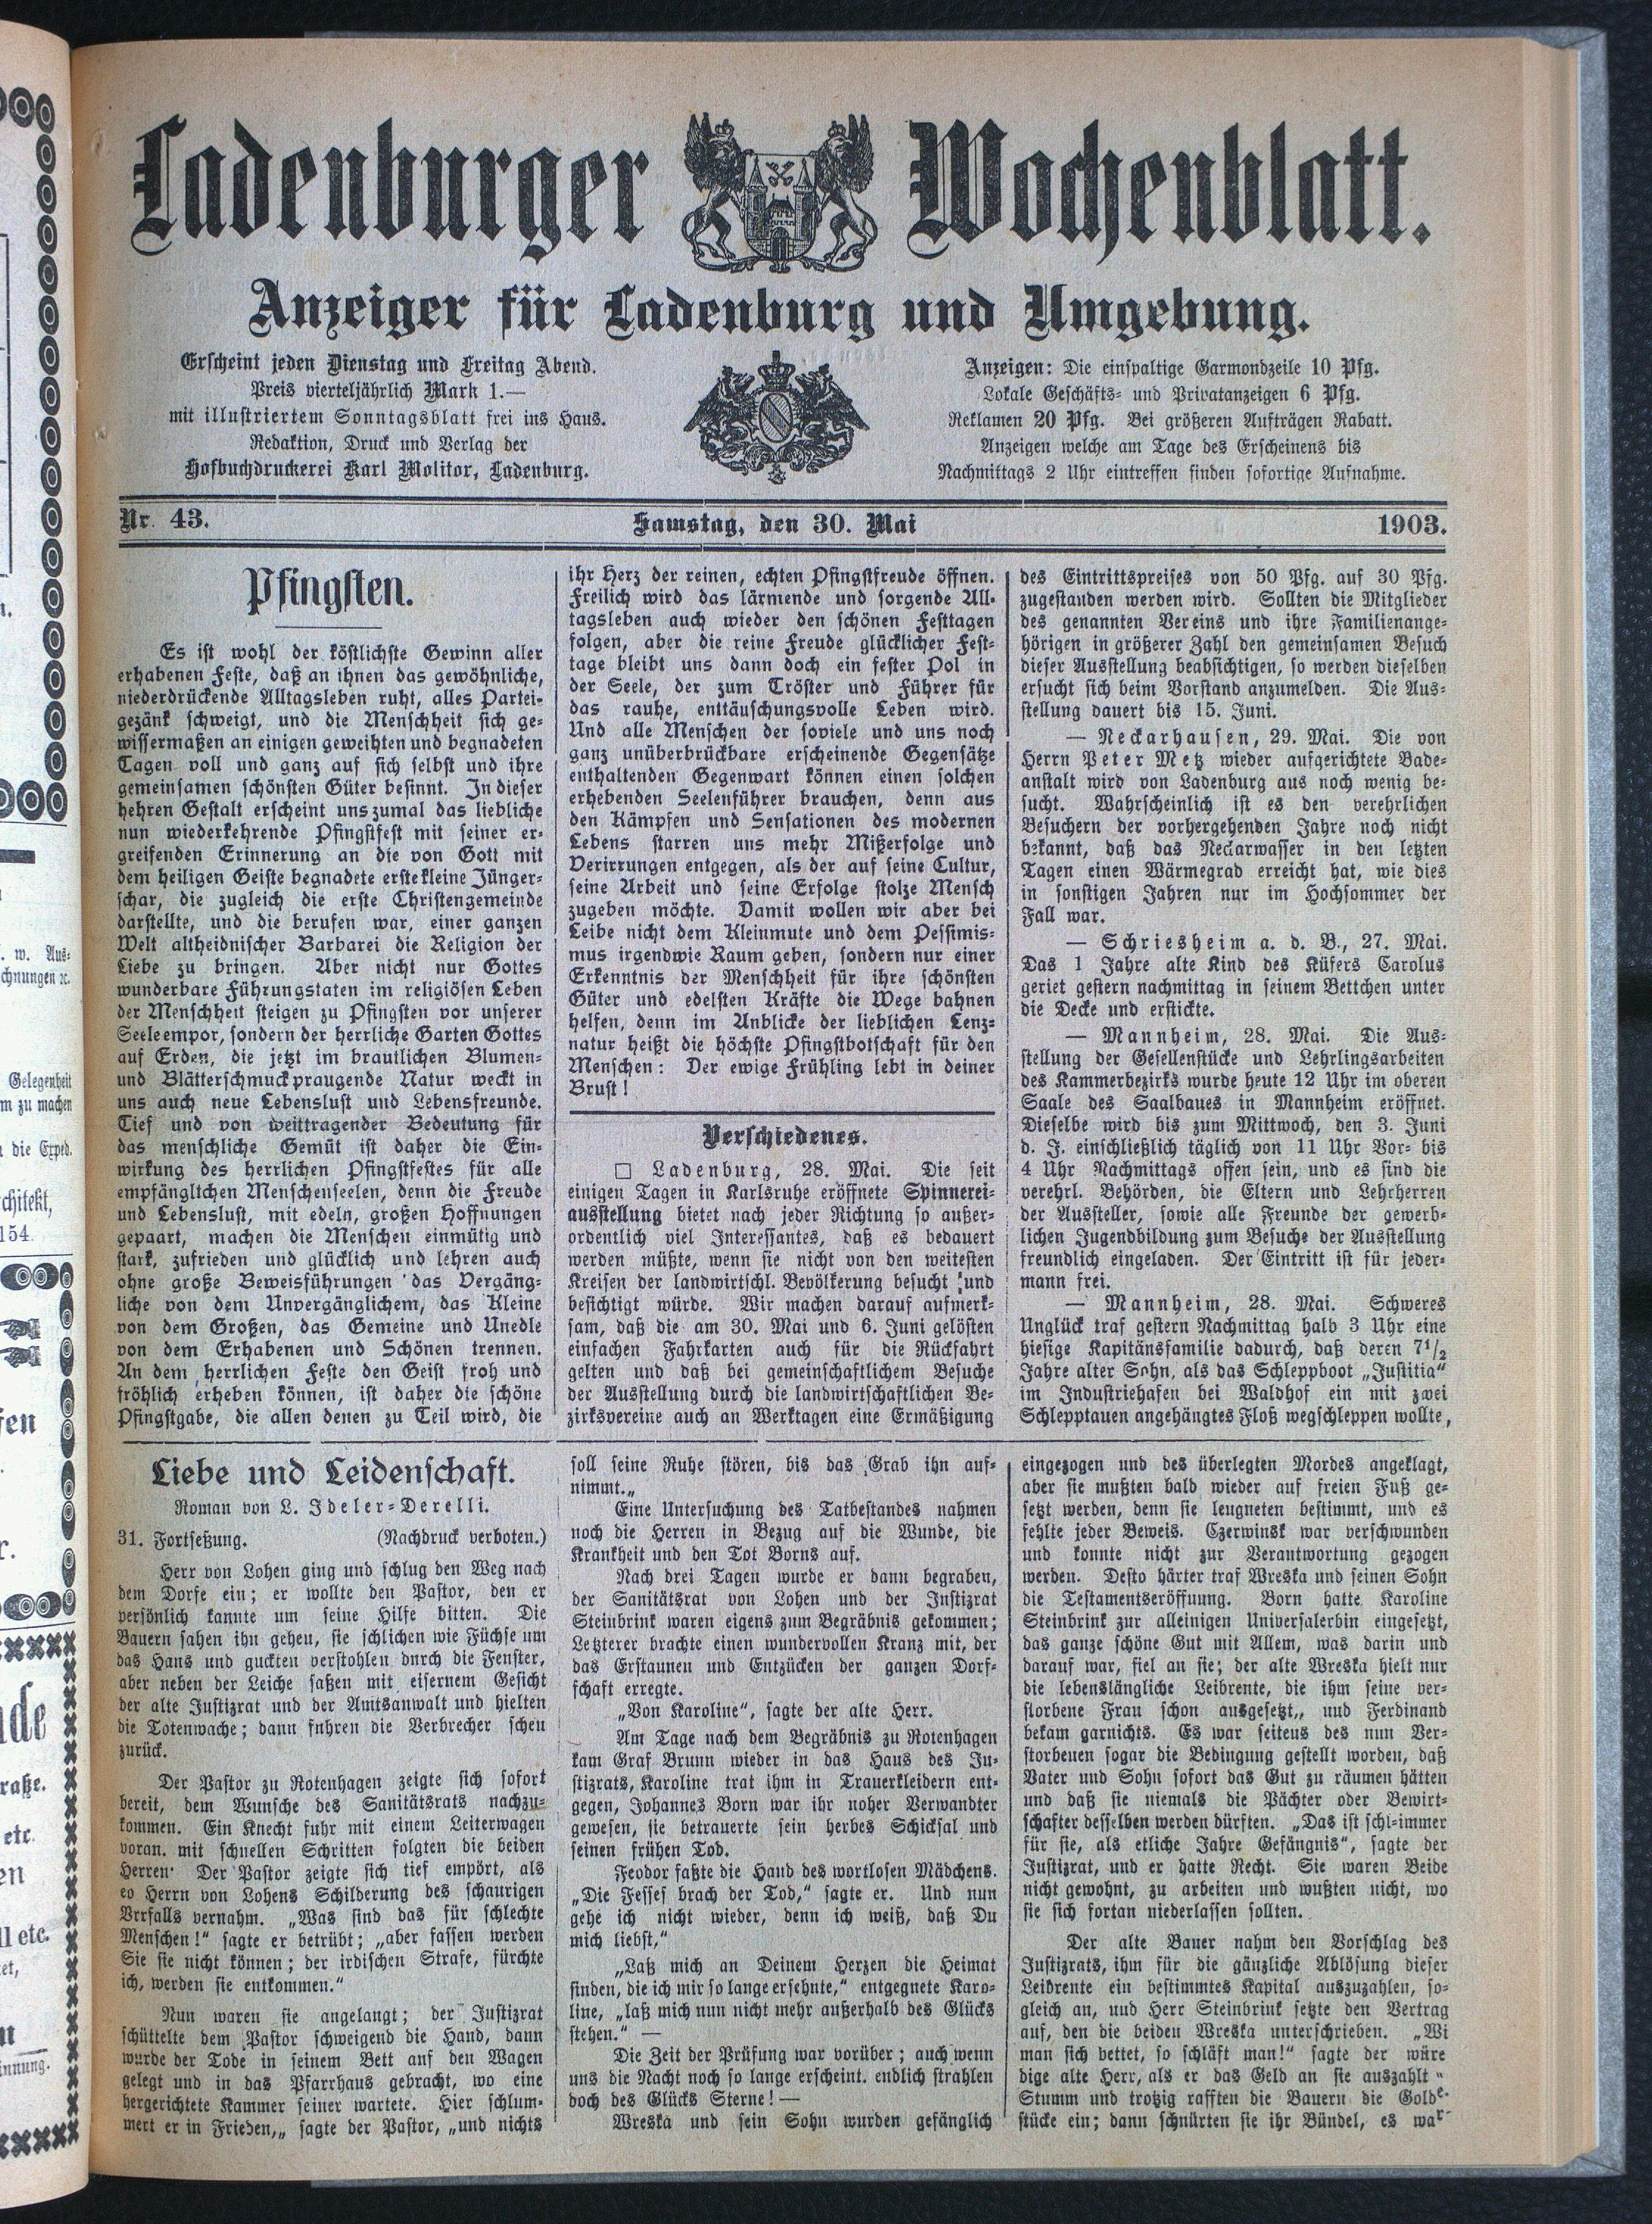 Ladenburger Wochenblatt.
Anzeiger für Ladenburg und Umgebung.
Erscheint jeden Dienstag und Freitag Abend.
Preis vierteljährlich Mark 1.—
mit illustriertem Sonntagsblatt frei ins Haus.
Redaktion, Druck und Verlag der
Hofbuchdruckerei Karl Molitor, Ladenburg.
Anzeigen: Die einspaltige Garmondzeile 10 Pfg.
Lokale Geschäfts- und Privatanzeigen 6 Pfg.
Reklamen 20 Pfg. Bei größeren Aufträgen Rabatt.
Anzeigen welche am Tage des Erscheinens bis
Nachmittags 2 Uhr eintreffen finden sofortige Aufnahme.
Nr. 43. Samstag, den 30. Mai 1903.
Pfingsten.
Es ist wohl der köstlichste Gewinn aller
erhabenen Feste, daß an ihnen das gewöhnliche,
niederdrückende Alltagsleben ruht, alles Partei-
gezänk schweigt, und die Menschheit sich ge-
wissermaßen an einigen geweihten und begnadeten
Tagen voll und ganz auf sich selbst und ihre
gemeinsamen schönsten Güter besinnt. In dieser
hehren Gestalt erscheint uns zumal das liebliche
nun wiederkehrende Pfingstfest mit seiner er-
greifenden Erinnerung an die von Gott mit
dem heiligen Geiste begnadete erste kleine Jünger-
schar, die zugleich die erste Christengemeinde
darstellte, und die berufen war, einer ganzen
Welt altheidnischer Barbarei die Religion der
Liebe zu bringen. Aber nicht nur Gottes
wunderbare Führungstaten im religiösen Leben
der Menschheit steigen zu Pfingsten vor unserer
Seele empor, sondern der herrliche Garten Gottes
auf Erden, die jetzt im brautlichen Blumen-
und Blätterschmuck praugende Natur weckt in
uns auch neue Lebenslust und Lebensfreunde.
Tief und von weittragender Bedeutung für
das menschliche Gemüt ist daher die Ein-
wirkung des herrlichen Pfingstfestes für alle
empfänglichen Menschenseelen, denn die Freude
und Lebenslust, mit edeln, großen Hoffnungen
gepaart, machen die Menschen einmütig und
stark, zufrieden und glücklich und lehren auch
ohne große Beweisführungen das Vergäng-
liche von dem Unvergänglichem, das Kleine
von dem Großen, das Gemeine und Unedle
von dem Erhabenen und Schönen trennen.
An dem herrlichen Feste den Geist froh und
fröhlich erheben können, ist daher die schöne
Pfingstgabe, die allen denen zu Teil wird, die
ihr Herz der reinen, echten Pfingstfreude öffnen.
Freilich wird das lärmende und sorgende All-
tagsleben auch wieder den schönen Festtagen
folgen, aber die reine Freude glücklicher Fest-
tage bleibt uns dann doch ein fester Pol in
der Seele, der zum Tröster und Führer für
das rauhe, enttäuschungsvolle Leben wird.
Und alle Menschen der soviele und uns noch
ganz unüberbrückbare erscheinende Gegensätze
enthaltenden Gegenwart können einen solchen
erhebenden Seelenführer brauchen, denn aus
den Kämpfen und Sensationen des modernen
Lebens starren uns mehr Mißerfolge und
Verirrungen entgegen, als der auf seine Cultur,
seine Arbeit und seine Erfolge stolze Mensch
zugeben möchte. Damit wollen wir aber bei
Leibe nicht dem Kleinmute und dem Pessimis-
mus irgendwie Raum geben, sondern nur einer
Erkenntnis der Menschheit für ihre schönsten
Güter und edelsten Kräfte die Wege bahnen
helfen, denn im Anblicke der lieblichen Lenz-
natur heißt die höchste Pfingstbotschaft für den
Menschen: Der ewige Frühling lebt in deiner
Brust!
Verschiedenes.
□ Ladenburg, 28. Mai. Die seit
einigen Tagen in Karlsruhe eröffnete Spinnerei-
ausstellung bietet nach jeder Richtung so außer-
ordentlich viel Interessantes, daß es bedauert
werden müßte, wenn sie nicht von den weitesten
Kreisen der landwirtschl. Bevölkerung besucht und
besichtigt würde. Wir machen darauf aufmerk-
sam, daß die am 30. Mai und 6. Juni gelösten
einfachen Fahrkarten auch für die Rückfahrt
gelten und daß bei gemeinschaftlichem Besuche
der Ausstellung durch die landwirtschaftlichen Be-
zirksvereine auch an Werktagen eine Ermäßigung
des Eintrittspreises von 50 Pfg. auf 30 Pfg.
zugestanden werden wird. Sollten die Mitglieder
des genannten Vereins und ihre Familienange-
hörigen in größerer Zahl den gemeinsamen Besuch
dieser Ausstellung beabsichtigen, so werden dieselben
ersucht sich beim Vorstand anzumelden. Die Aus-
stellung dauert bis 15. Juni.
— Neckarhausen, 29. Mai. Die von
Herrn Peter Metz wieder aufgerichtete Bade-
anstalt wird von Ladenburg aus noch wenig be-
sucht. Wahrscheinlich ist es den verehrlichen
Besuchern der vorhergehenden Jahre noch nicht
bekannt, daß das Neckarwasser in den letzten
Tagen einen Wärmegrad erreicht hat, wie dies
in sonstigen Jahren nur im Hochsommer der
Fall war.
— Schriesheim a. d. B., 27. Mai.
Das 1 Jahre alte Kind des Küfers Carolus
geriet gestern nachmittag in seinem Bettchen unter
die Decke und erstickte.
— Mannheim, 28. Mai. Die Aus-
stellung der Gesellenstücke und Lehrlingsarbeiten
des Kammerbezirks wurde heute 12 Uhr im oberen
Saale des Saalbaues in Mannheim eröffnet.
Dieselbe wird bis zum Mittwoch, den 3. Juni
d. J. einschließlich täglich von 11 Uhr Vor- bis
4 Uhr Nachmittags offen sein, und es sind die
verehrl. Behörden, die Eltern und Lehrherren
der Aussteller, sowie alle Freunde der gewerb-
lichen Jugendbildung zum Besuche der Ausstellung
freundlich eingeladen. Der Eintritt ist für jeder-
mann frei.
— Mannheim, 28. Mai. Schweres
Unglück traf gestern Nachmittag halb 3 Uhr eine
hiesige Kapitänsfamilie dadurch, daß deren 7½
Jahre alter Sohn, als das Schleppboot „Justitia“
im Industriehafen bei Waldhof ein mit zwei
Schlepptauen angehängtes Floß wegschleppen wollte,
Liebe und Leidenschaft.
Roman von L. Ideler-Derelli.
31. Fortsetzung. (Nachdruck verboten.)
Herr von Lohen ging und schlug den Weg nach
dem Dorfe ein; er wollte den Pastor, den er
persönlich kannte um seine Hilfe bitten. Die
Bauern sahen ihn geheu, sie schlichen wie Füchse um
das Haus und guckten verstohlen durch die Fenster,
aber neben der Leiche saßen mit eisernem Gesicht
der alte Justizrat und der Amtsanwalt und hielten
die Totenwache; dann fuhren die Verbrecher scheu
zurück.
Der Pastor zu Rotenhagen zeigte sich sofort
bereit, dem Wunsche des Sanitätsrats nachzu-
kommen. Ein Knecht fuhr mit einem Leiterwagen
voran. mit schnellen Schritten folgten die beiden
Herren· Der Pastor zeigte sich tief empört, als
eo Herrn von Lohens Schilderung des schaurigen
Vrrfalls vernahm. „Was sind das für schlechte
Menschen!“ sagte er betrübt; „aber fassen werden
Sie sie nicht können; der irdischen Strafe, fürchte
ich, werden sie entkommen.“
Nun waren sie angelangt; der Justizrat
schüttelte dem Pastor schweigend die Hand, dann
wurde der Tode in seinem Bett auf den Wagen
gelegt und in das Pfarrhaus gebracht, wo eine
hergerichtete Kammer seiner wartete. Hier schlum-
mert er in Frieden,„ sagte der Pastor, „und nichts
soll seine Ruhe stören, bis das Grab ihn auf-
nimmt.„
Eine Untersuchung des Tatbestandes nahmen
noch die Herren in Bezug auf die Wunde, die
Krankheit und den Tot Borns auf.
Nach drei Tagen wurde er dann begraben,
der Sanitätsrat von Lohen und der Justizrat
Steinbrink waren eigens zum Begräbnis gekommen;
Letzterer brachte einen wundervollen Kranz mit, der
das Erstaunen und Entzücken der ganzen Dorf-
schaft erregte.
„Von Karoline“, sagte der alte Herr.
Am Tage nach dem Begräbnis zu Rotenhagen
kam Graf Brunn wieder in das Haus des Ju-
stizrats, Karoline trat ihm in Trauerkleidern ent-
gegen, Johannes Born war ihr noher Verwandter
gewesen, sie betrauerte sein herbes Schicksal und
seinen frühen Tod.
Feodor faßte die Hand des wortlosen Mädchens.
„Die Fesses brach der Tod,“ sagte er. Und nun
gehe ich nicht wieder, denn ich weiß, daß Du
mich liebst,“
„Laß mich an Deinem Herzen die Heimat
finden, die ich mir so lange ersehnte,“ entgegnete Karo-
line, „laß mich nun nicht mehr außerhalb des Glücks
stehen.“ —
Die Zeit der Prüfung war vorüber; auch wenn
uns die Nacht noch so lange erscheint. endlich strahlen
doch des Glücks Sterne! —
Wreska und sein Sohn wurden gefänglich
eingezogen und des überlegten Mordes angeklagt,
aber sie mußten bald wieder auf freien Fuß ge-
setzt werden, denn sie leugneten bestimmt, und es
fehlte jeder Beweis. Czerwinsk war verschwunden
und konnte nicht zur Verantwortung gezogen
werden. Desto härter traf Wreska und seinen Sohn
die Testamentseröffnung. Born hatte Karoline
Steinbrink zur alleinigen Universalerbin eingesetzt,
das ganze schöne Gut mit Allem, was darin und
darauf war, fiel an sie; der alte Wreska hielt nur
die lebenslängliche Leibrente, die ihm seine ver-
storbene Frau schon ausgesetzt„ und Ferdinand
bekam garnichts. Es war seiteus des nun Ver-
storbeuen sogar die Bedingung gestellt worden, daß
Vater und Sohn sofort das Gut zu räumen hätten
und daß sie niemals die Pächter oder Bewirt-
schafter desselben werden dürften. „Das ist schl-immer
für sie, als etliche Jahre Gefängnis“, sagte der
Justizrat, und er hatte Recht. Sie waren Beide
nicht gewohnt, zu arbeiten und wußten nicht, wo
sie sich fortan niederlassen sollten.
Der alte Bauer nahm den Vorschlag des
Justizrats, ihm für die gänzliche Ablösung dieser
Leibrente ein bestimmtes Kapital auszuzahlen, so-
gleich an, und Herr Steinbrink setzte den Vertrag
auf, den die beiden Wreska unterschrieben. „Wi
man sich bettet, so schläft man!“ sagte der würe
dige alte Herr, als er das Geld an sie auszahlt -
Stumm und trotzig rafften die Bauern die Golde-
stücke ein; dann schnürten sie ihr Bündel, es war-